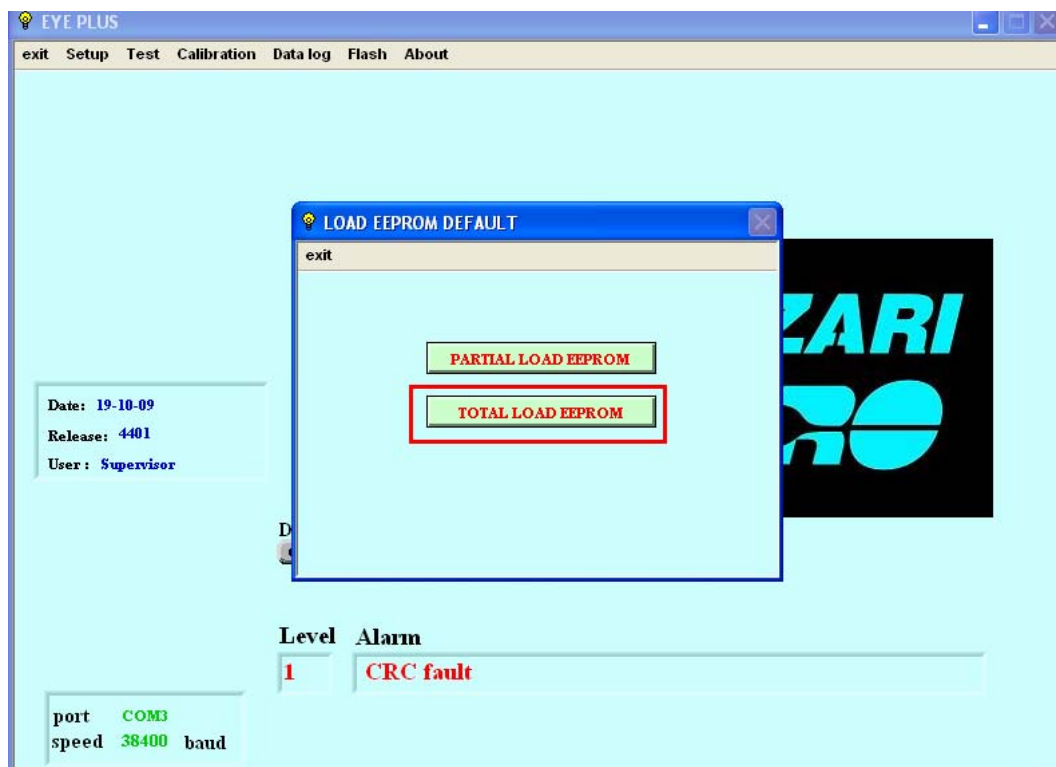 EYE PLUS
exit Setup Test Calibration Data log Flash About
LOAD EEPROM DEFAULT
exit
PARTIAL LOAD EEPROM
TOTAL LOAD EEPROM
ZARI
RO
Date: 19-10-09
Release: 4401
User : Supervisor
D
Level Alarm
1 CRC fault
port COM3
speed 38400 baud